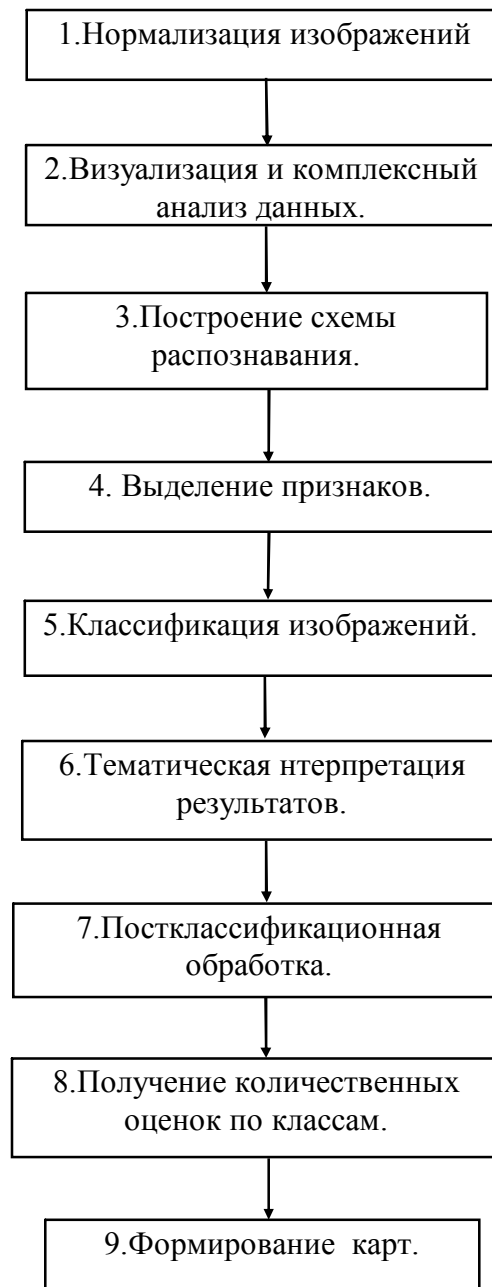 1.Нормализация изображений
2.Визуализация и комплексный
анализ данных.
3.Построение схемы
распознавания.
4. Выделение признаков.
5.Классификация изображений.
6.Тематическая нтерпретация
результатов.
7.Постклассификационная
обработка.
8.Получение количественных
оценок по классам.
9.Формирование карт.